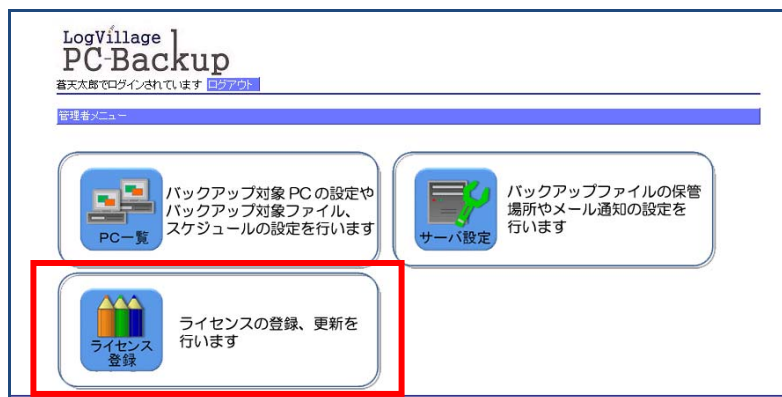 LogVillage
PC-Backup
蒼天太郎でログインされています ログアウト
管理者メニュー
バックアップ対象 PC の設定や
バックアップ対象ファイル、
スケジュールの設定を行います
PC一覧
バックアップファイルの保管
場所やメール通知の設定を
行います
サーバ設定
ライセンスの登録、更新を
行います
ライセンス
登録